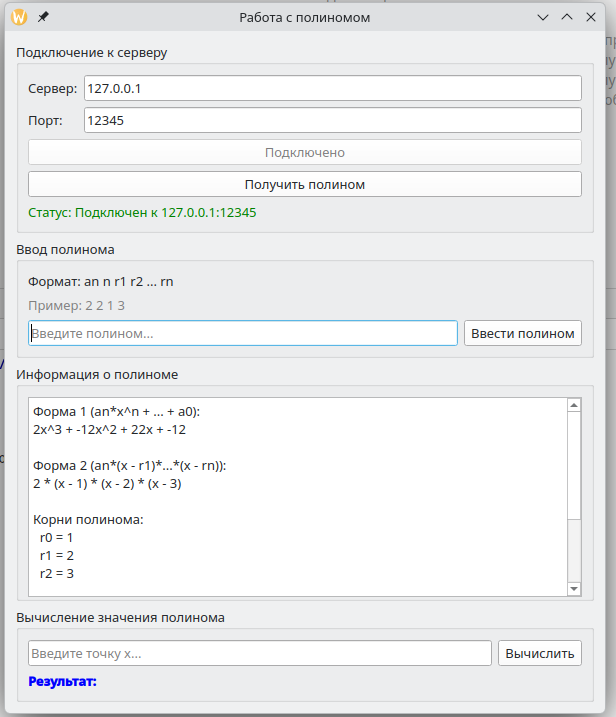 Работа с полиномом
Подключение к серверу
Сервер: 127.0.0.1
Порт: 12345
Подключено
Получить полином
Статус: Подключен к 127.0.0.1:12345
Ввод полинома
Формат: an n r1 r2 ... rn
Пример: 2 2 1 3
Введите полином... Ввести полином
Информация о полиноме
Форма 1 (an*x^n + ... + a0):
2x^3 + -12x^2 + 22x + -12
Форма 2 (an*(x - r1)*...*(x - rn)):
2 * (x - 1) * (x - 2) * (x - 3)
Корни полинома:
r0 = 1
r1 = 2
r2 = 3
Вычисление значения полинома
Введите точку x... Вычислить
Результат: